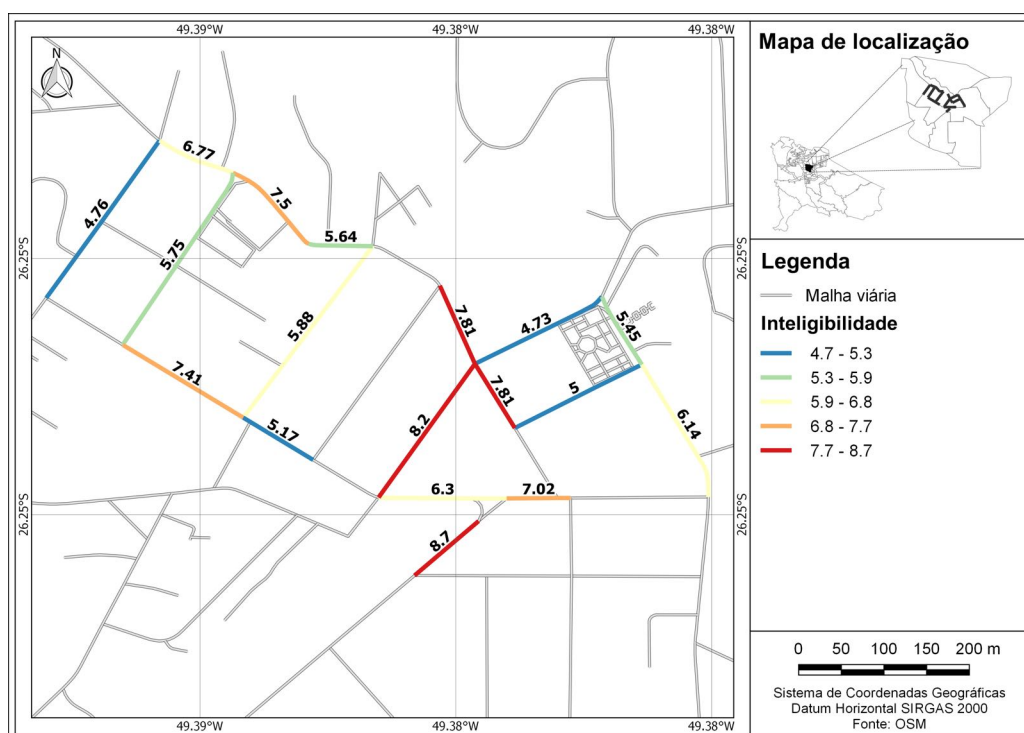 49.39°W
49.38°W
49.38°W
N
6.77
7.5
4.76
5.64
5.75
26.25°S
26.25°S
5.88
7.81
4.73
5.45
7.41
7.81
5
5.17
8.2
6.14
6.3
7.02
26.25°S
26.25°S
8.7
49.39°W
49.38°W
49.38°W
Mapa de localização
Legenda
Malha viária
Inteligibilidade
4.7 - 5.3
5.3 - 5.9
5.9 - 6.8
6.8 - 7.7
7.7 - 8.7
0 50 100 150 200 m
Sistema de Coordenadas Geográficas
Datum Horizontal SIRGAS 2000
Fonte: OSM